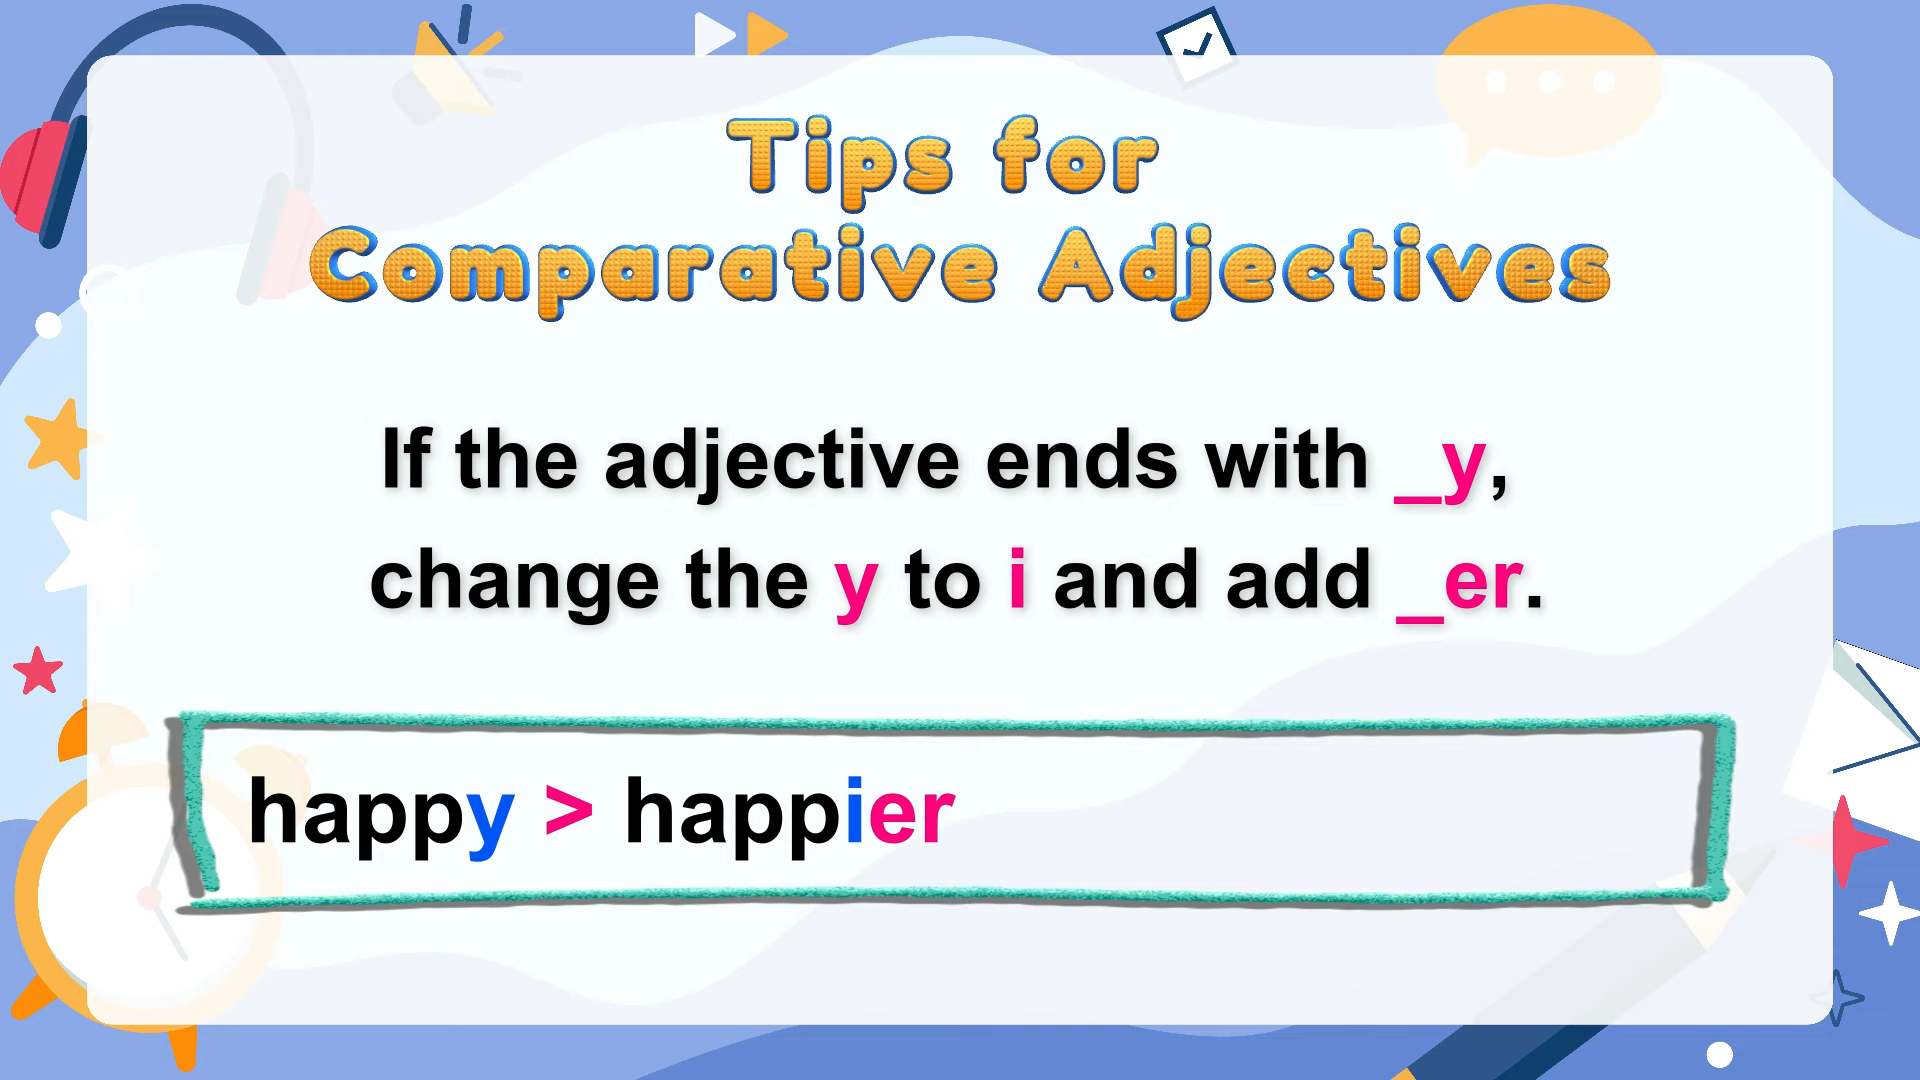 Tips for
Comparative Adjectives
If the adjective ends with _y,
change the y to i and add _er.
happy > happier